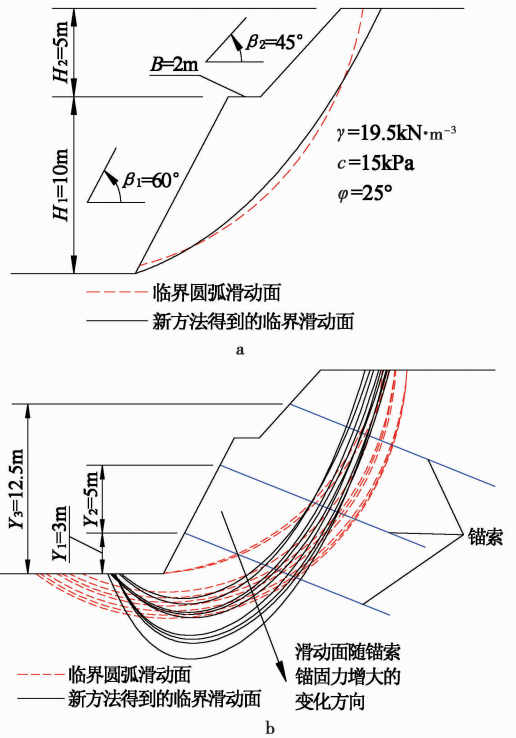 H₂=5m
β₂=45°
B=2m
H₁=10m
β₁=60°
γ=19.5kN·m⁻³
c=15kPa
φ=25°
临界圆弧滑动面
新方法得到的临界滑动面
a
Y₃=12.5m
Y₂=5m
Y₁=3m
锚索
滑动面随锚索
锚固力增大的
变化方向
临界圆弧滑动面
新方法得到的临界滑动面
b